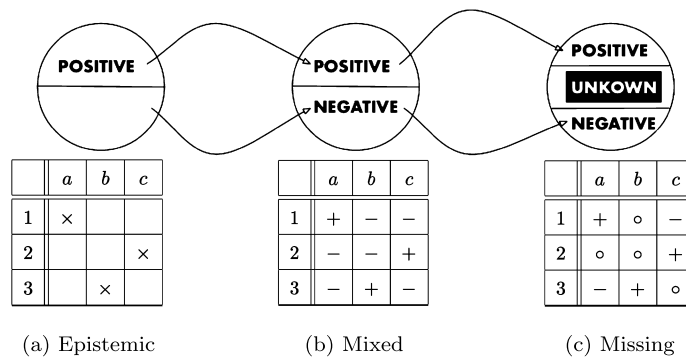 POSITIVE
POSITIVE
NEGATIVE
POSITIVE
UNKOWN
NEGATIVE
a b c
1 ×
2 ×
3 ×
a b c
1 + − −
2 − − +
3 − + −
a b c
1 + ∘ −
2 ∘ ∘ +
3 − + ∘
(a) Epistemic
(b) Mixed
(c) Missing